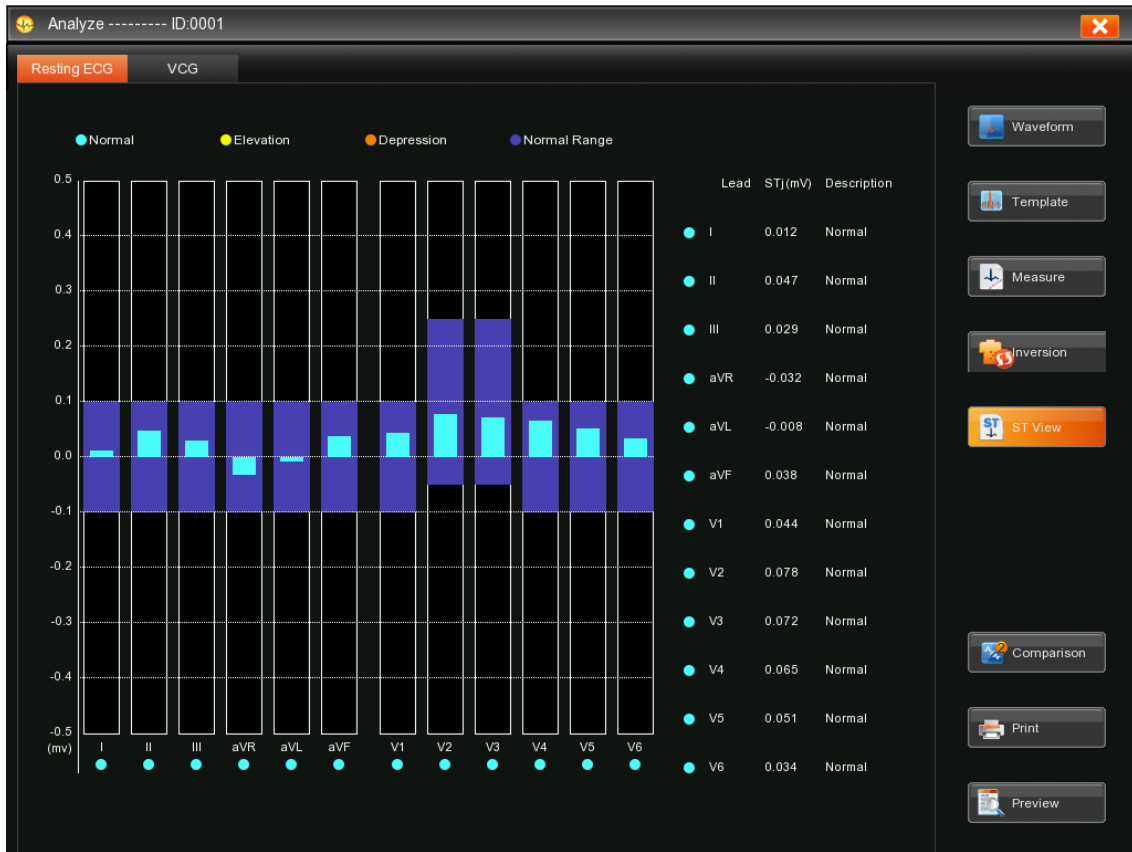 Analyze --------- ID:0001
Resting ECG VCG
Normal Elevation Depression Normal Range
0.5
0.4
0.3
0.2
0.1
0.0
-0.1
-0.2
-0.3
-0.4
-0.5
(mv) I II III aVR aVL aVF V1 V2 V3 V4 V5 V6
Lead STj(mV) Description
I 0.012 Normal
II 0.047 Normal
III 0.029 Normal
aVR -0.032 Normal
aVL -0.008 Normal
aVF 0.038 Normal
V1 0.044 Normal
V2 0.078 Normal
V3 0.072 Normal
V4 0.065 Normal
V5 0.051 Normal
V6 0.034 Normal
Waveform
Template
Measure
Inversion
ST ST View
Comparison
Print
Preview